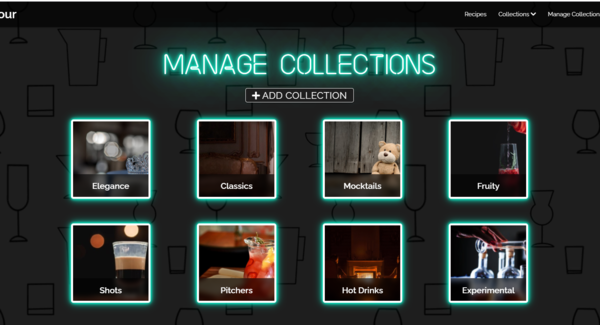 our
Recipes
Collections
Manage Collections
MANAGE COLLECTIONS
+ ADD COLLECTION
Elegance
Classics
Mocktails
Fruity
Shots
Pitchers
Hot Drinks
Experimental